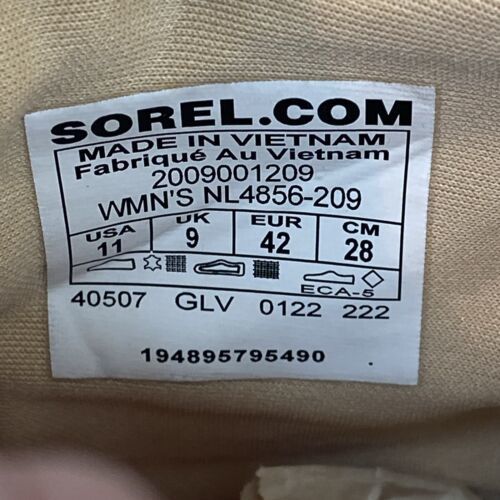 SOREL.COM
MADE IN VIETNAM
Fabriqué Au Vietnam
2009001209
WMN'S NL4856-209
USA UK EUR CM
11 9 42 28
ECA-5
40507 GLV 0122 222
194895795490